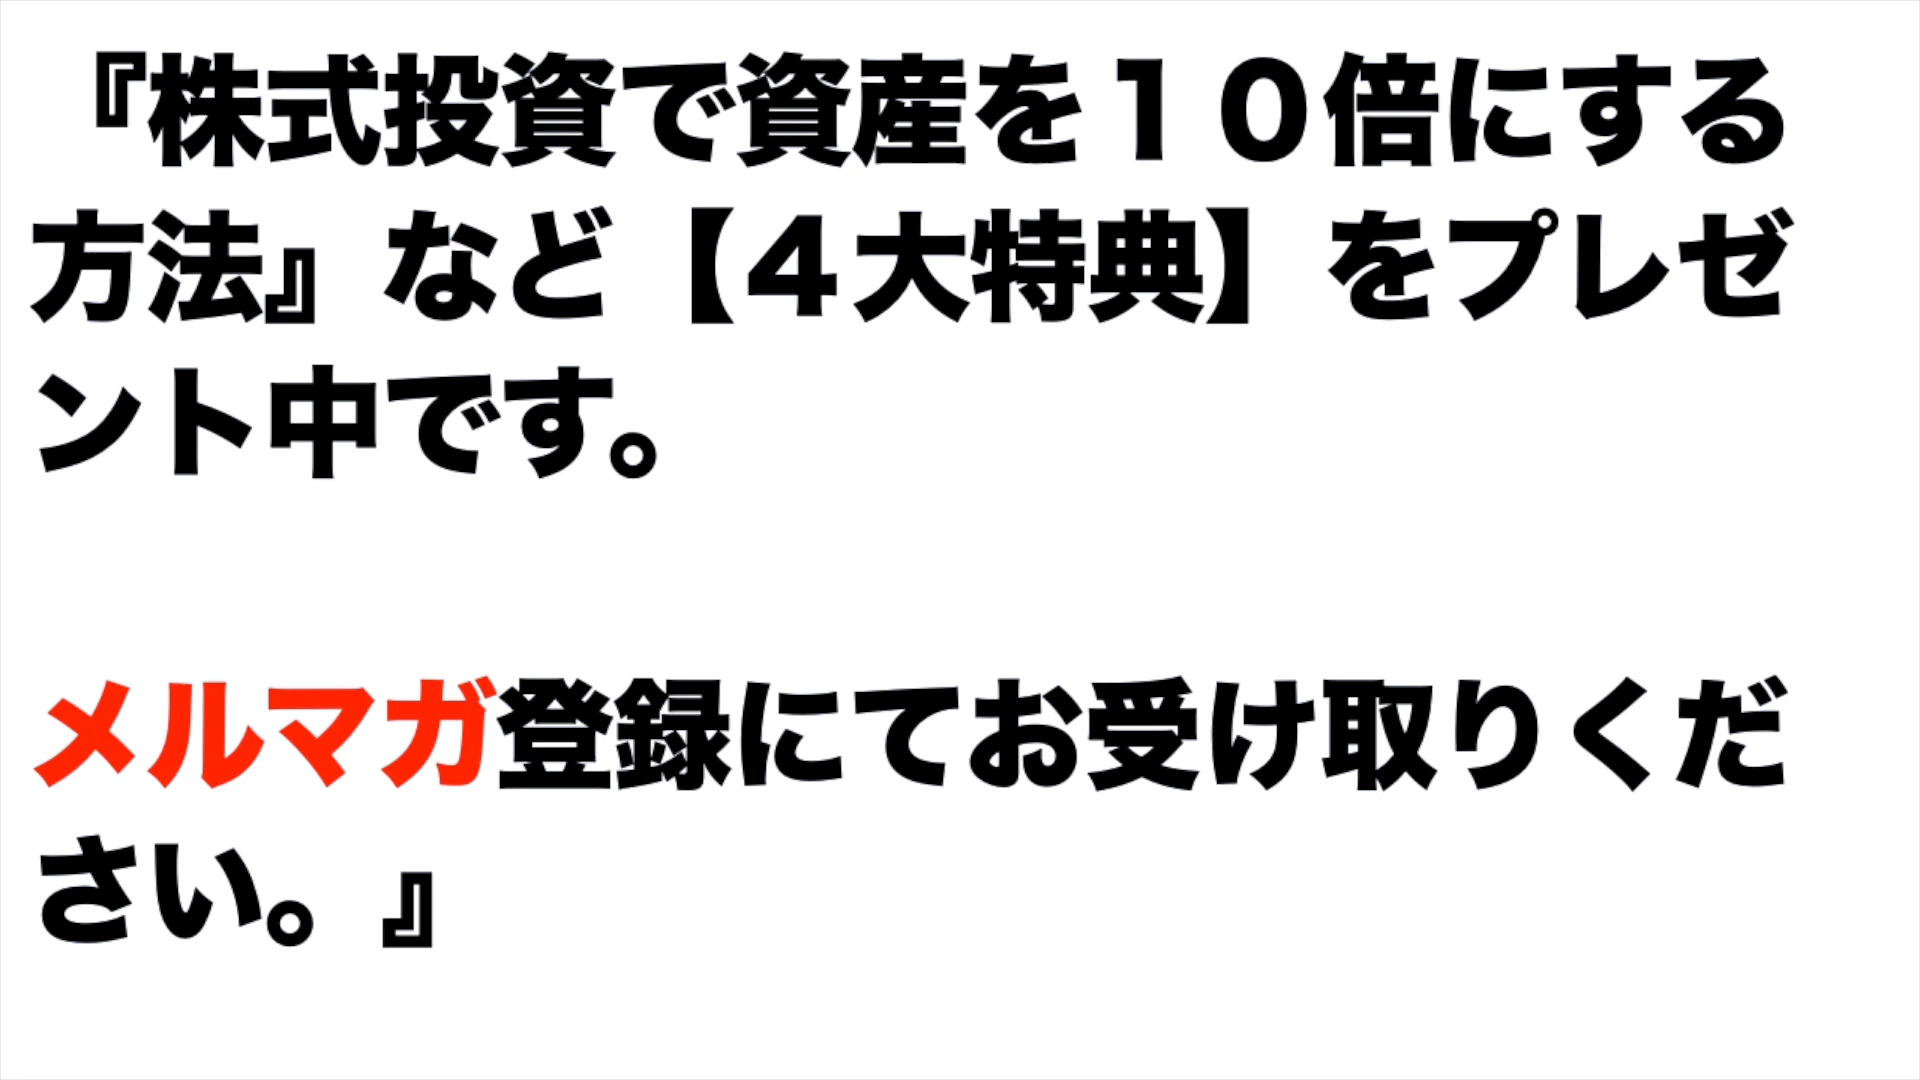 『株式投資で資産を１０倍にする
方法』など【４大特典】をプレゼ
ント中です。
メルマガ登録にてお受け取りくだ
さい。』